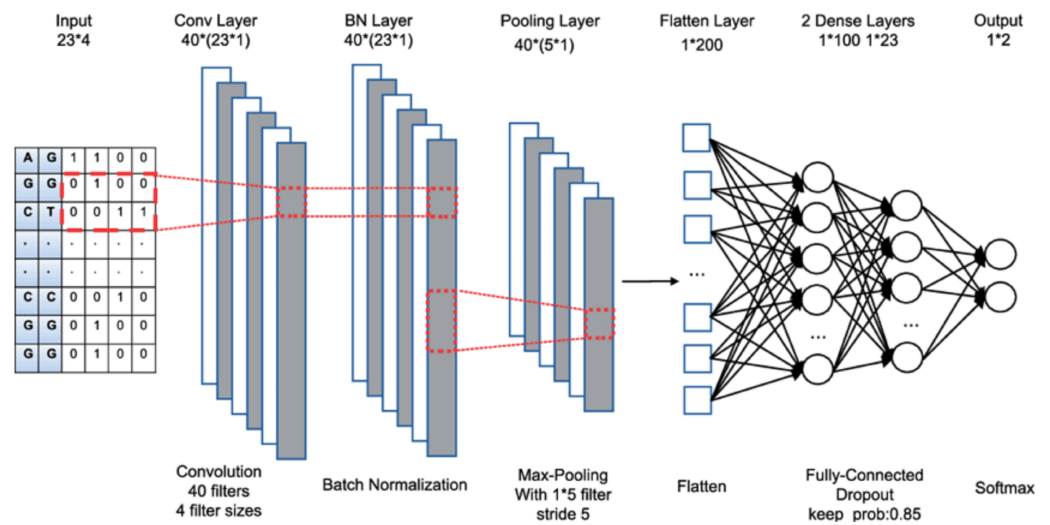 Input
23*4
Conv Layer
40*(23*1)
BN Layer
40*(23*1)
Pooling Layer
40*(5*1)
Flatten Layer
1*200
2 Dense Layers
1*100 1*23
Output
1*2
A G 1 1 0 0
G G 0 1 0 0
C T 0 0 1 1
. . . . . .
. . . . . .
C C 0 0 1 0
G G 0 1 0 0
G G 0 1 0 0
...
...
...
Convolution
40 filters
4 filter sizes
Batch Normalization
Max-Pooling
With 1*5 filter
stride 5
Flatten
Fully-Connected
Dropout
keep_prob:0.85
Softmax